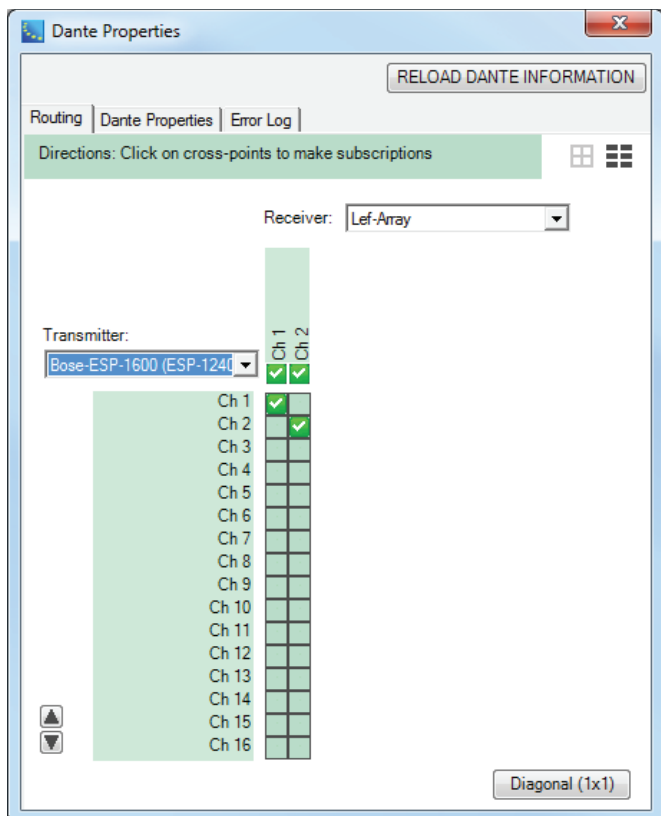 Dante Properties
RELOAD DANTE INFORMATION
Routing Dante Properties Error Log
Directions: Click on cross-points to make subscriptions
Receiver: Lef-Array
Transmitter:
Ch 1 Ch 2
Bose-ESP-1600 (ESP-1240
Ch 1
Ch 2
Ch 3
Ch 4
Ch 5
Ch 6
Ch 7
Ch 8
Ch 9
Ch 10
Ch 11
Ch 12
Ch 13
Ch 14
Ch 15
Ch 16
Diagonal (1x1)